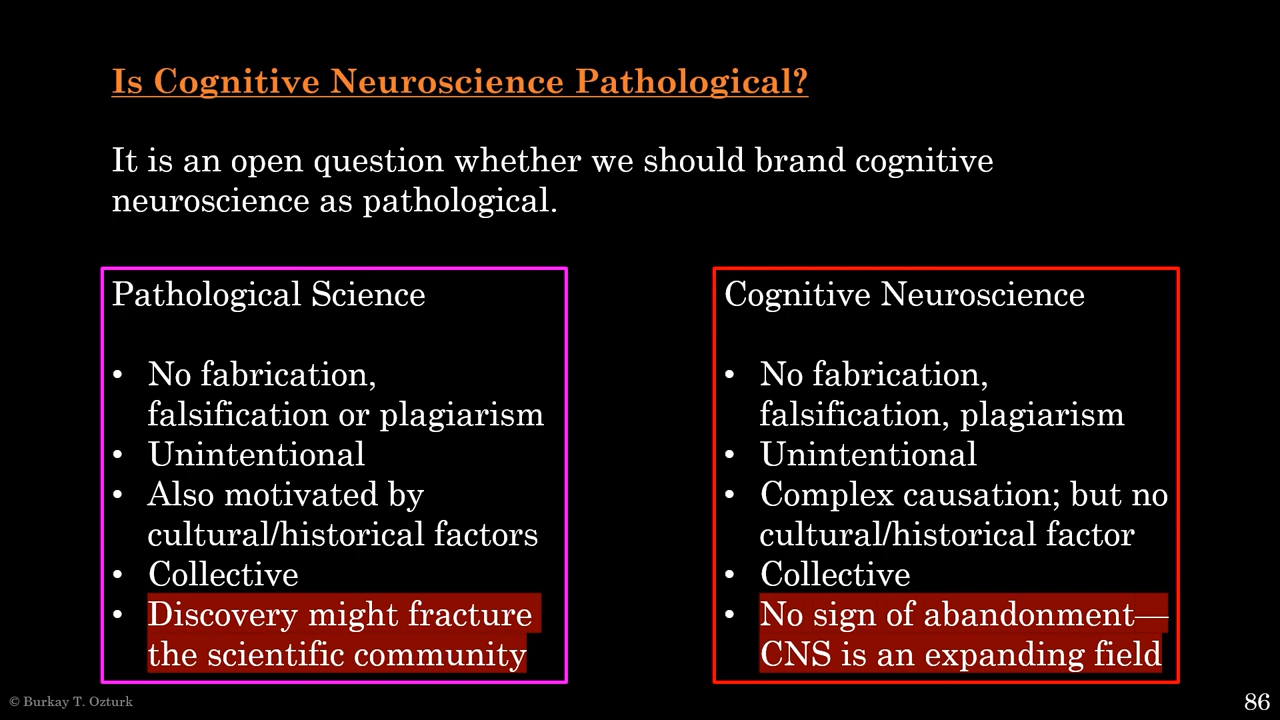 Is Cognitive Neuroscience Pathological?
It is an open question whether we should brand cognitive
neuroscience as pathological.
Pathological Science
• No fabrication,
falsification or plagiarism
• Unintentional
• Also motivated by
cultural/historical factors
• Collective
• Discovery might fracture
the scientific community
Cognitive Neuroscience
• No fabrication,
falsification, plagiarism
• Unintentional
• Complex causation; but no
cultural/historical factor
• Collective
• No sign of abandonment—
CNS is an expanding field
© Burkay T. Ozturk
86